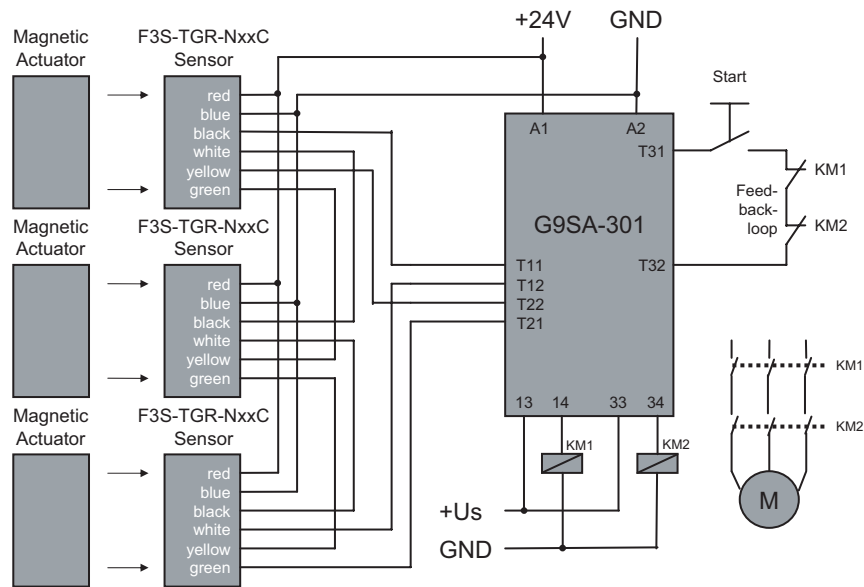 +24V GND
Magnetic
Actuator
F3S-TGR-NxxC
Sensor
red
blue
black
white
yellow
green
Magnetic
Actuator
F3S-TGR-NxxC
Sensor
red
blue
black
white
yellow
green
Magnetic
Actuator
F3S-TGR-NxxC
Sensor
red
blue
black
white
yellow
green
A1 A2
T31
G9SA-301
T11
T12
T22
T21
T32
13 14 33 34
KM1
KM2
+Us
GND
Start
KM1
Feed-
back-
loop
KM2
KM1
KM2
M